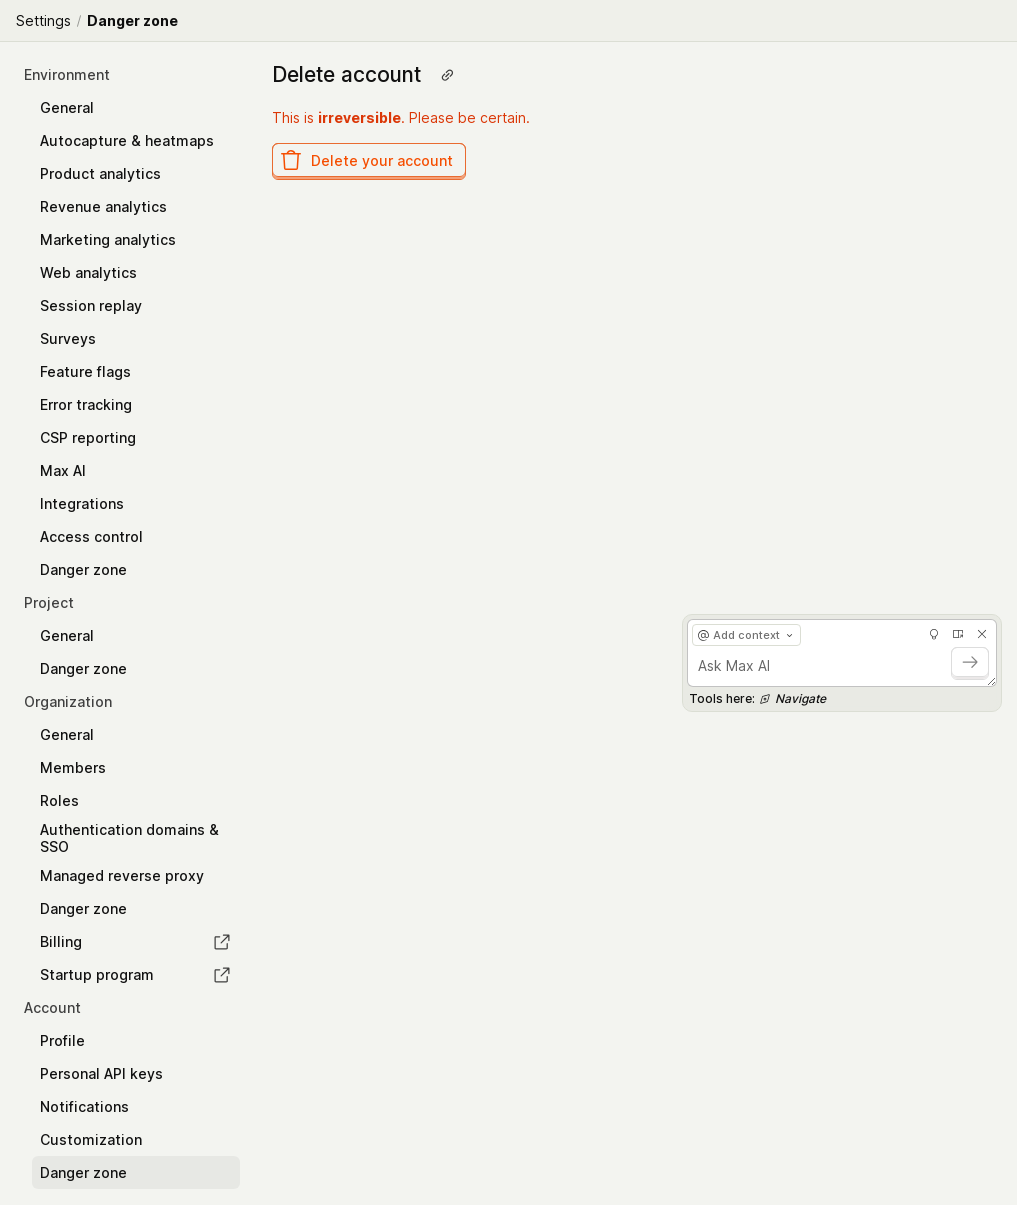 Settings / Danger zone
Environment
General
Autocapture & heatmaps
Product analytics
Revenue analytics
Marketing analytics
Web analytics
Session replay
Surveys
Feature flags
Error tracking
CSP reporting
Max AI
Integrations
Access control
Danger zone
Project
General
Danger zone
Organization
General
Members
Roles
Authentication domains &
SSO
Managed reverse proxy
Danger zone
Billing
Startup program
Account
Profile
Personal API keys
Notifications
Customization
Danger zone
Delete account
This is irreversible. Please be certain.
Delete your account
@ Add context
Ask Max AI
Tools here: Navigate